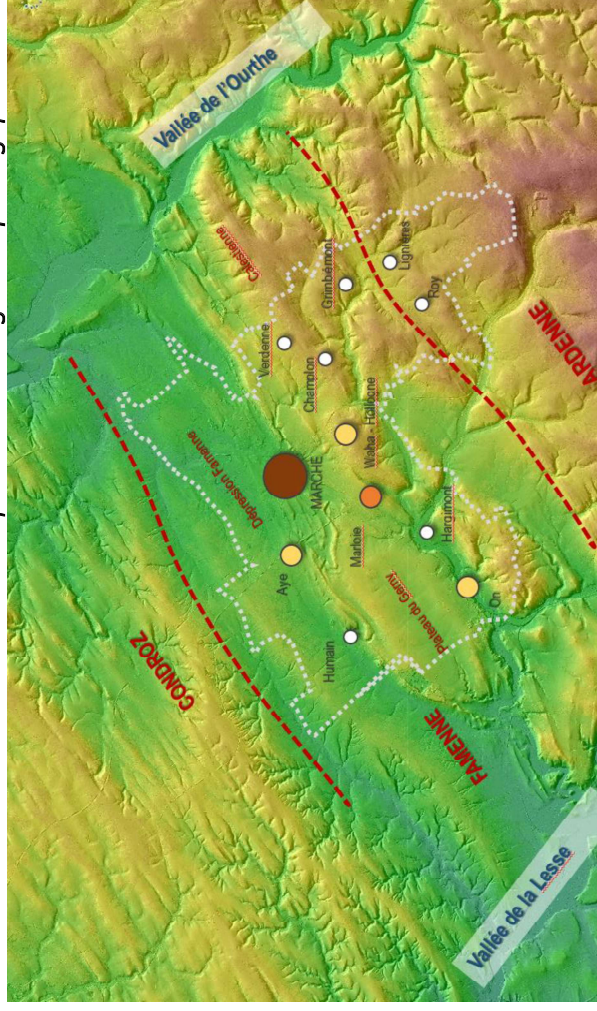 Vallée de l'Ourthe
Calestienne
Grimbiémont
Lignières
Roy
Verdenne
Champlon
ARDENNE
Waha - Hollogne
Dépression Famenne
MARCHE
Marloie
Hargimont
Aye
On
Plateau du Gerny
Humain
CONDROZ
FAMENNE
Vallée de la Lesse